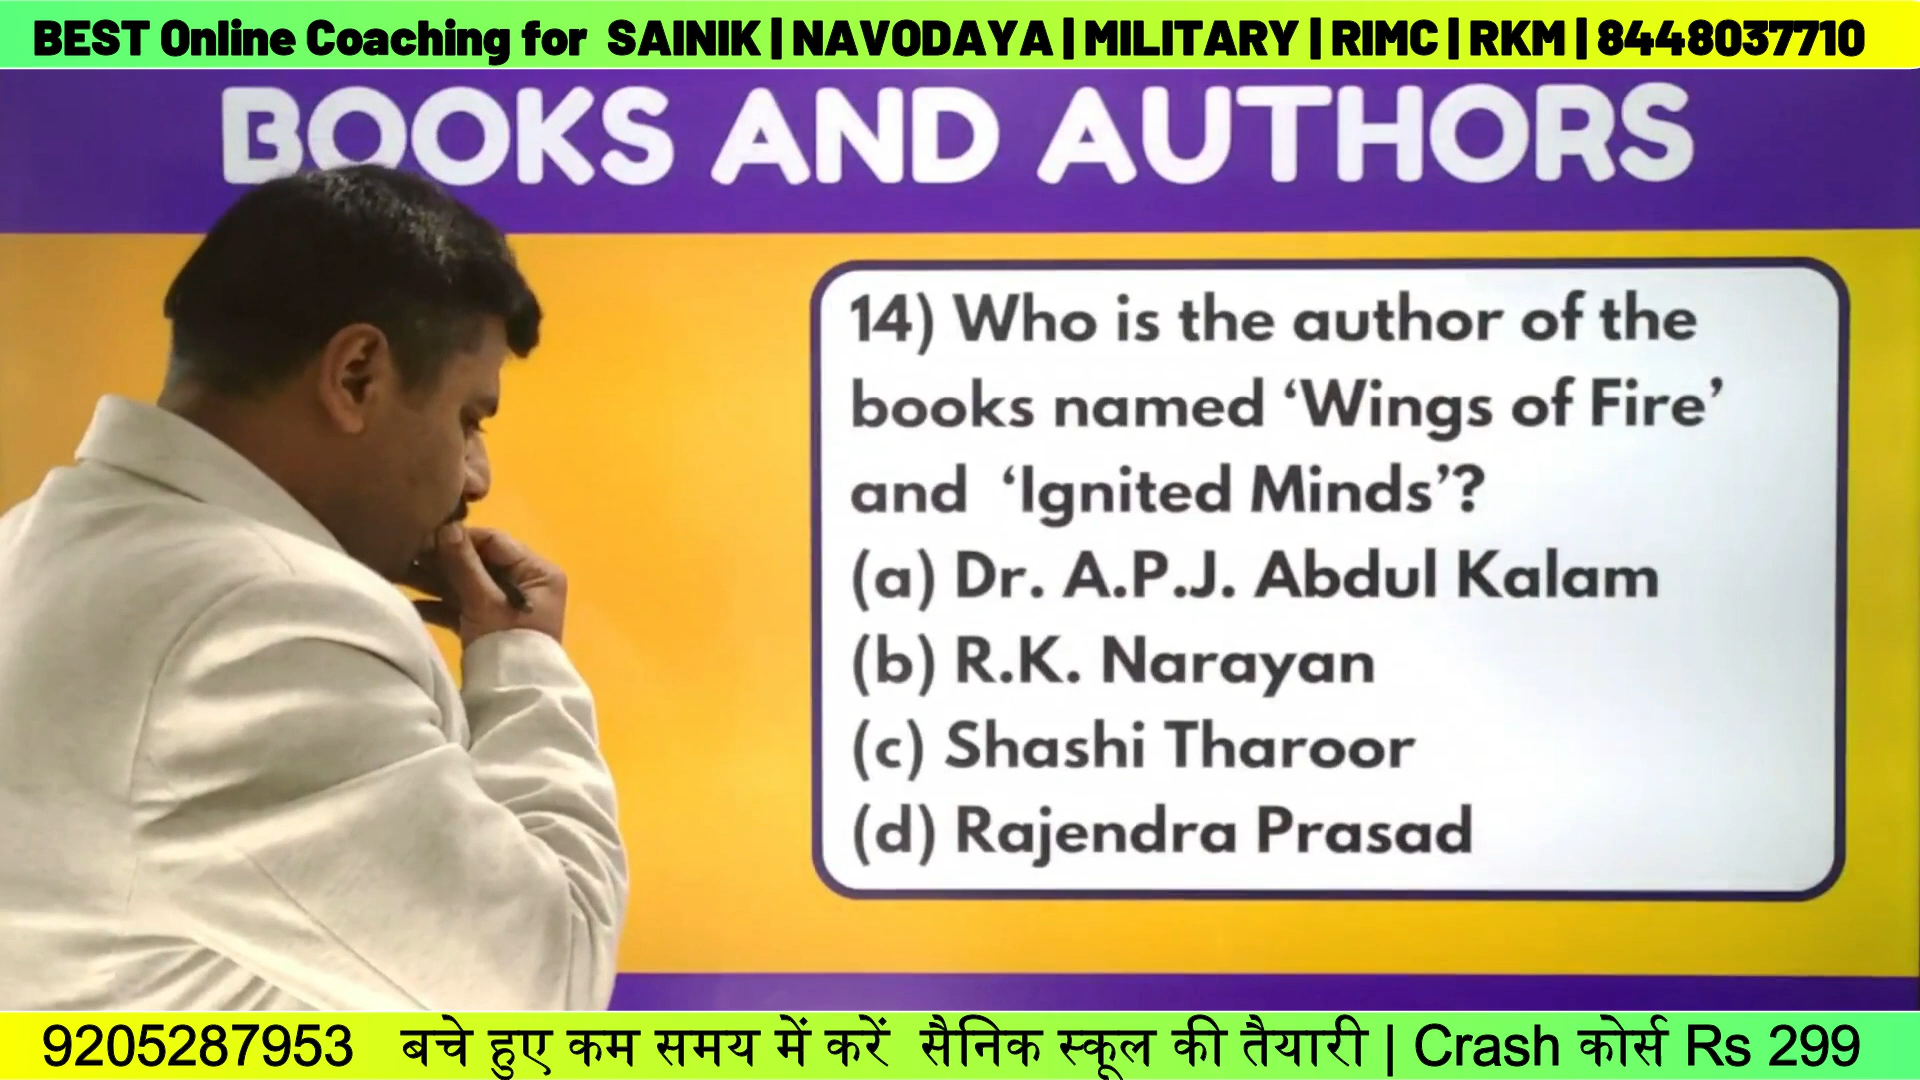 BEST Online Coaching for SAINIK | NAVODAYA | MILITARY | RIMC | RKM | 8448037710
BOOKS AND AUTHORS
14) Who is the author of the
books named ‘Wings of Fire’
and ‘Ignited Minds’?
(a) Dr. A.P.J. Abdul Kalam
(b) R.K. Narayan
(c) Shashi Tharoor
(d) Rajendra Prasad
9205287953 बचे हुए कम समय में करें सैनिक स्कूल की तैयारी | Crash कोर्स Rs 299